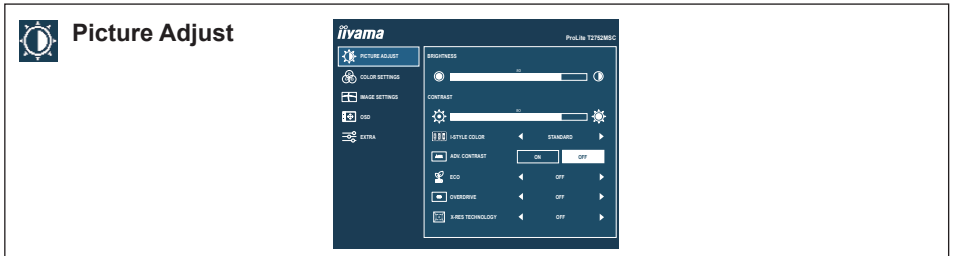 Picture Adjust
iiyama
ProLite T2752MSC
PICTURE ADJUST
COLOR SETTINGS
IMAGE SETTINGS
OSD
EXTRA
BRIGHTNESS
CONTRAST
I-STYLE COLOR STANDARD
ADV. CONTRAST ON OFF
ECO OFF
OVERDRIVE OFF
X-RES TECHNOLOGY OFF